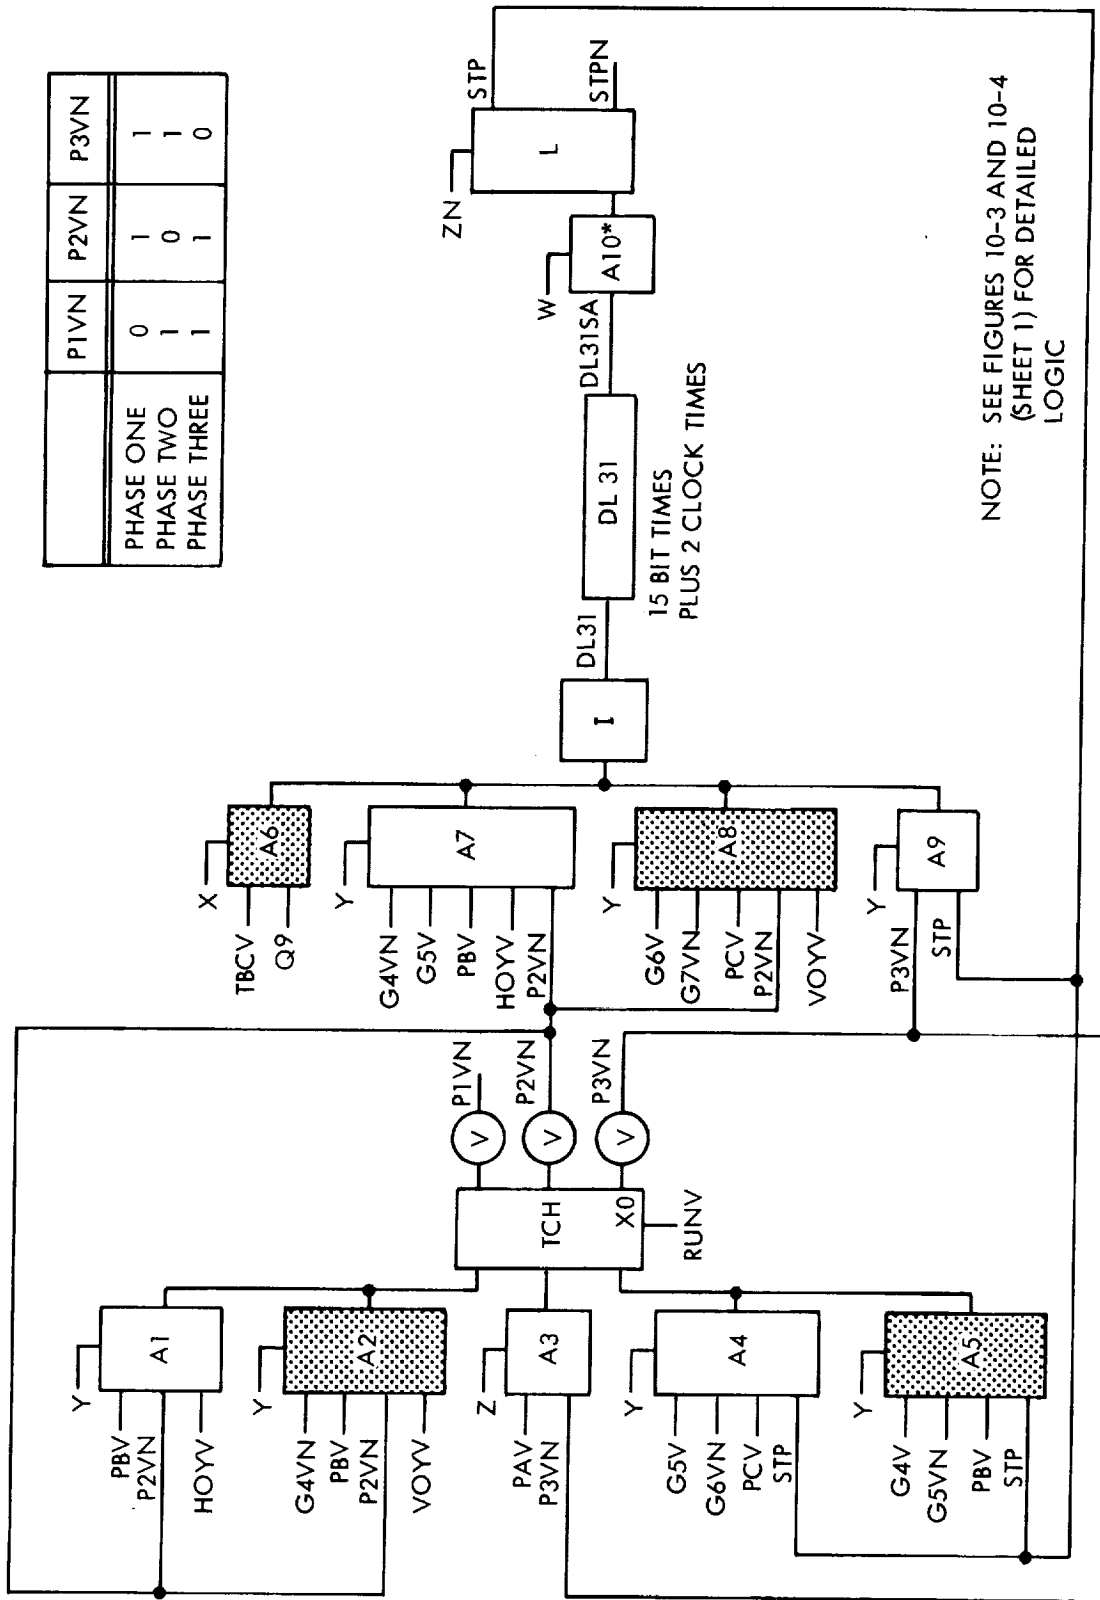 P1VN P2VN P3VN
PHASE ONE 0 1 1
PHASE TWO 1 0 1
PHASE THREE 1 1 0
Y
PBV
P2VN
HOYV
A1
Y
G4VN
PBV
P2VN
VOYV
A2
Z
PAV
P3VN
A3
Y
G5V
G6VN
PCV
STP
A4
Y
G4V
G5VN
PBV
STP
A5
TCH
X0
RUNV
V
P1VN
V
P2VN
V
P3VN
X
TBCV
Q9
A6
Y
G4VN
G5V
PBV
HOYV
P2VN
A7
Y
G6V
G7VN
PCV
P2VN
VOYV
A8
Y
P3VN
STP
A9
I
DL31
DL 31
15 BIT TIMES
PLUS 2 CLOCK TIMES
DL31SA
W
A10*
ZN
L
STP
STPN
NOTE: SEE FIGURES 10-3 AND 10-4
(SHEET 1) FOR DETAILED
LOGIC